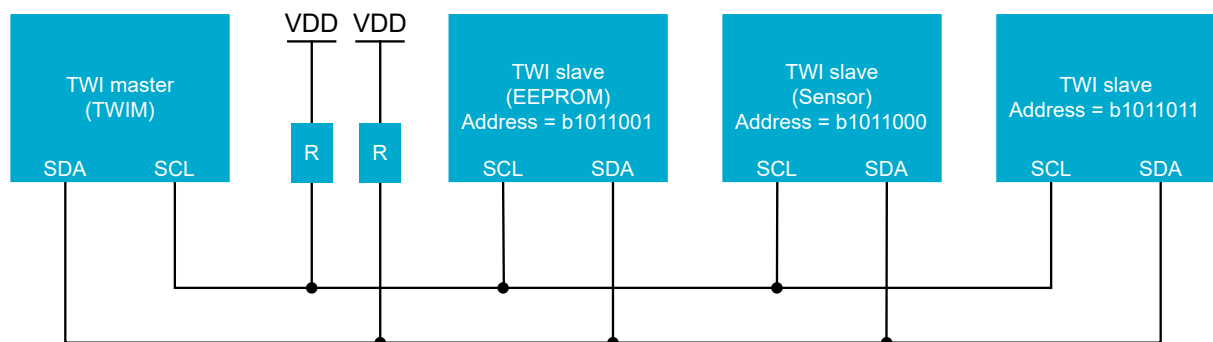 TWI master
(TWIM)
SDA SCL
VDD VDD
R R
TWI slave
(EEPROM)
Address = b1011001
SCL SDA
TWI slave
(Sensor)
Address = b1011000
SCL SDA
TWI slave
Address = b1011011
SCL SDA